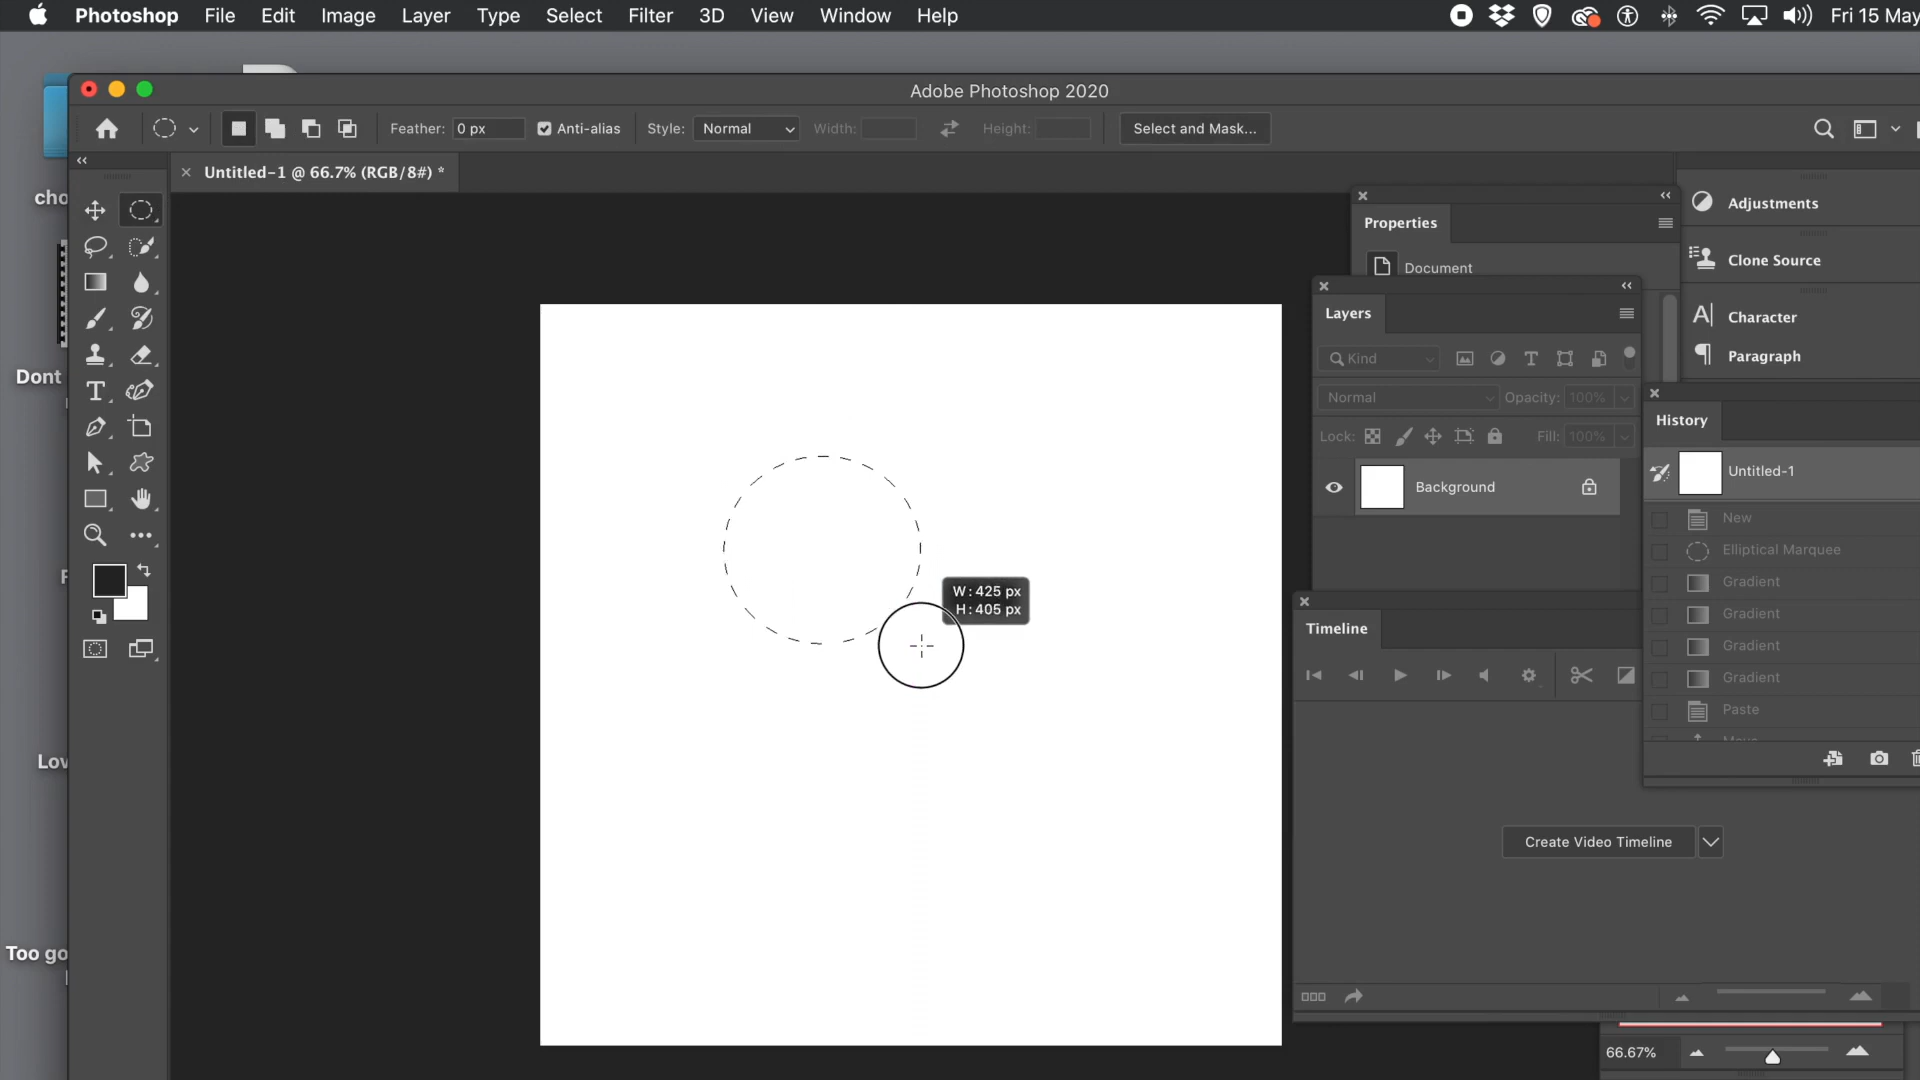 Photoshop File Edit Image Layer Type Select Filter 3D View Window Help Fri 15 May
Adobe Photoshop 2020
Feather: 0 px Anti-alias Style: Normal Width: Height: Select and Mask...
Untitled-1 @ 66.7% (RGB/8#) *
cho
Dont
Lov
Too go
W: 425 px
H: 405 px
Properties
Document
Layers
Kind
Normal Opacity: 100%
Lock: Fill: 100%
Background
Timeline
Create Video Timeline
Adjustments
Clone Source
Character
Paragraph
History
Untitled-1
New
Elliptical Marquee
Gradient
Gradient
Gradient
Gradient
Paste
66.67%